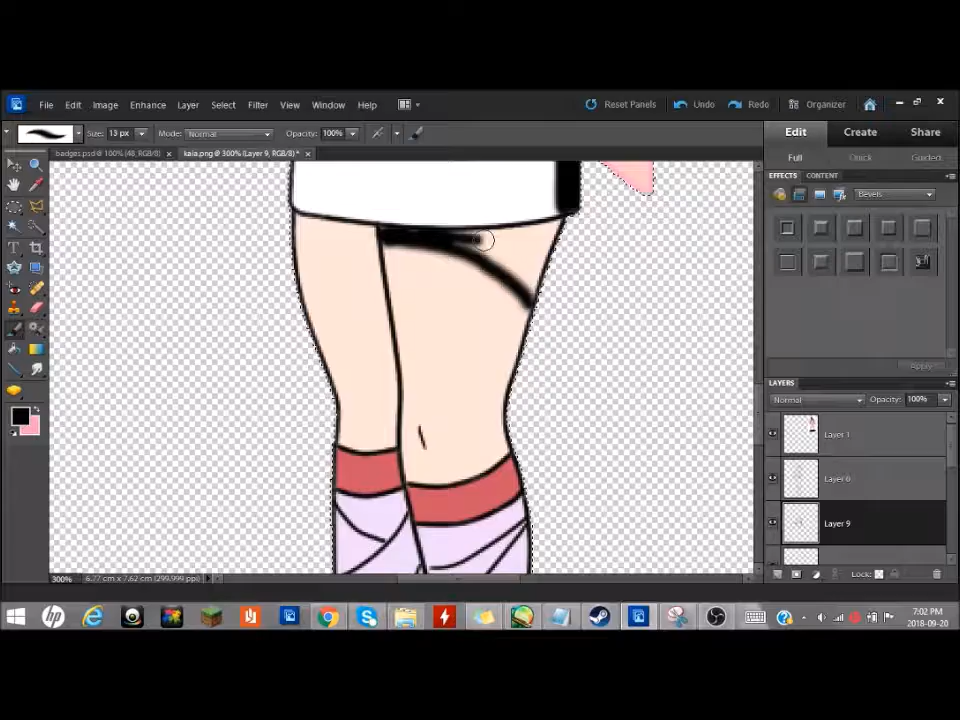 File Edit Image Enhance Layer Select Filter View Window Help
Reset Panels Undo Redo Organizer
Size: 13 px Mode: Normal Opacity: 100%
Edit Create Share
badges.psd @ 100% (48, RGB/8) × kaia.png @ 300% (Layer 9, RGB/8) * ×
Full Quick Guided
EFFECTS CONTENT
Bevels
Apply
LAYERS
Normal Opacity: 100%
Layer 1
Layer 9
300% 6.77 cm x 7.62 cm (299.999 ppi)
Lock:
7:02 PM
2018-09-20